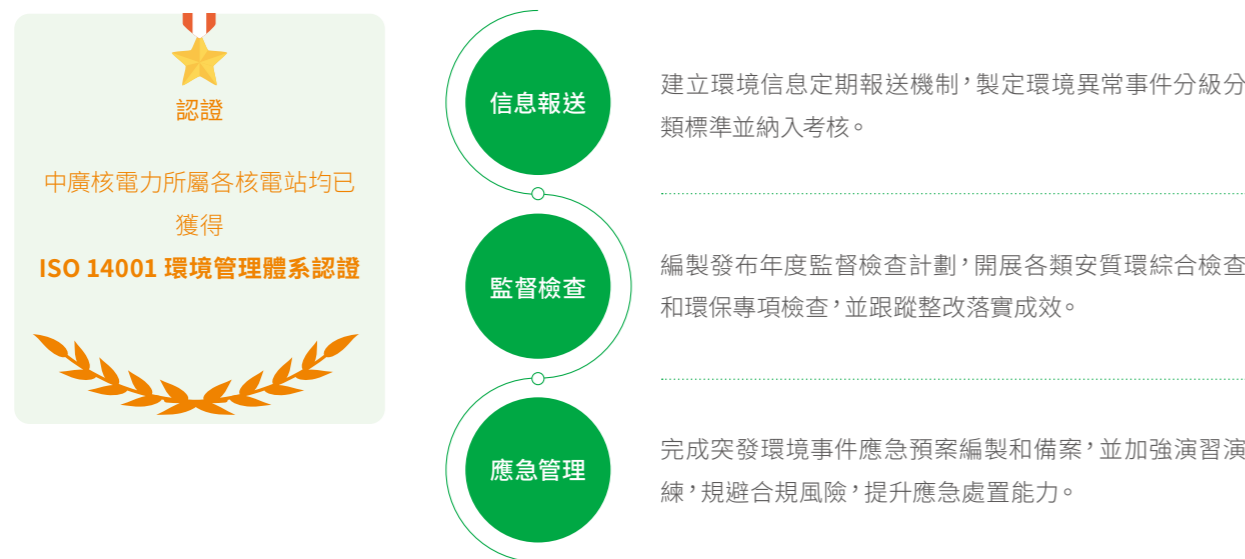 認證
中廣核電力所屬各核電站均已
獲得
ISO 14001 環境管理體系認證
信息報送
建立環境信息定期報送機制，製定環境異常事件分級分
類標準並納入考核。
監督檢查
編製發布年度監督檢查計劃，開展各類安質環綜合檢查
和環保專項檢查，並跟蹤整改落實成效。
應急管理
完成突發環境事件應急預案編製和備案，並加強演習演
練，規避合規風險，提升應急處置能力。